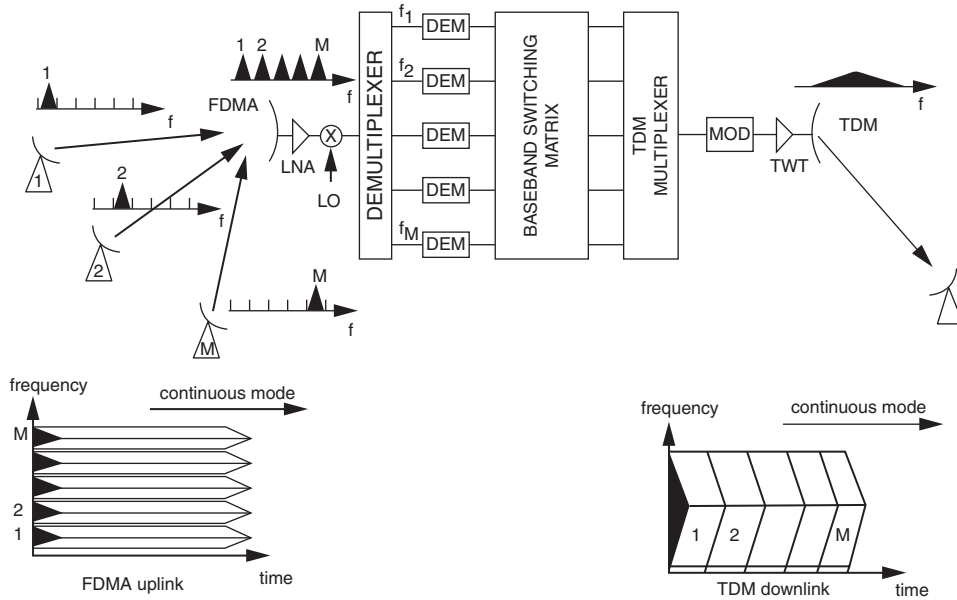 1
f
1
2
f
2
M
f
M
1 2 M
f
FDMA
LNA
X
LO
DEMULTIPLEXER
f1
f2
fM
DEM
DEM
DEM
DEM
DEM
BASEBAND SWITCHING
MATRIX
TDM
MULTIPLEXER
MOD
TWT
f
TDM
frequency
continuous mode
M
2
1
time
FDMA uplink
frequency
continuous mode
1 2 M
time
TDM downlink